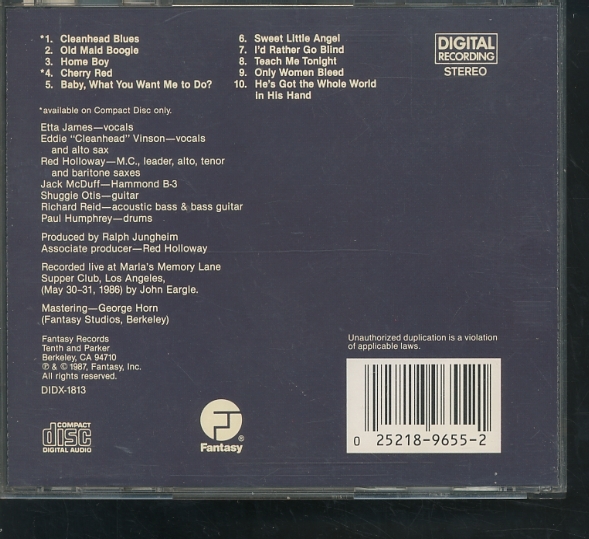 *1. Cleanhead Blues
2. Old Maid Boogie
3. Home Boy
*4. Cherry Red
5. Baby, What You Want Me to Do?
6. Sweet Little Angel
7. I'd Rather Go Blind
8. Teach Me Tonight
9. Only Women Bleed
10. He's Got the Whole World
in His Hand
DIGITAL
RECORDING
STEREO
*available on Compact Disc only.
Etta James—vocals
Eddie "Cleanhead" Vinson—vocals
and alto sax
Red Holloway—M.C., leader, alto, tenor
and baritone saxes
Jack McDuff—Hammond B-3
Shuggie Otis—guitar
Richard Reid—acoustic bass & bass guitar
Paul Humphrey—drums
Produced by Ralph Jungheim
Associate producer—Red Holloway
Recorded live at Marla's Memory Lane
Supper Club, Los Angeles,
(May 30-31, 1986) by John Eargle.
Mastering—George Horn
(Fantasy Studios, Berkeley)
Fantasy Records
Tenth and Parker
Berkeley, CA 94710
℗ & © 1987, Fantasy, Inc.
All rights reserved.
DIDX-1813
COMPACT
disc
DIGITAL AUDIO
Fantasy®
Unauthorized duplication is a violation
of applicable laws.
0 25218-9655-2